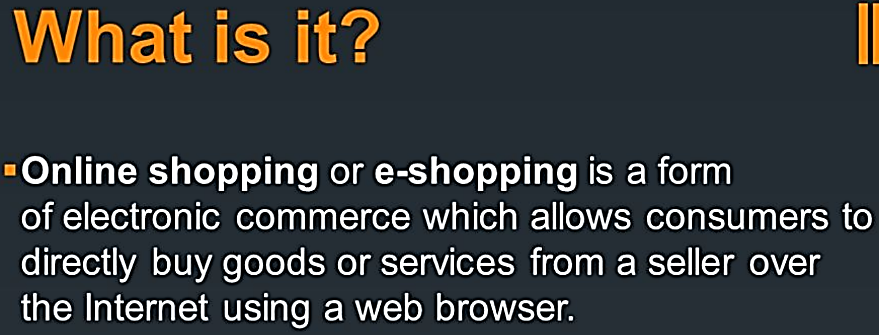 What is it?
▪Online shopping or e-shopping is a form
of electronic commerce which allows consumers to
directly buy goods or services from a seller over
the Internet using a web browser.